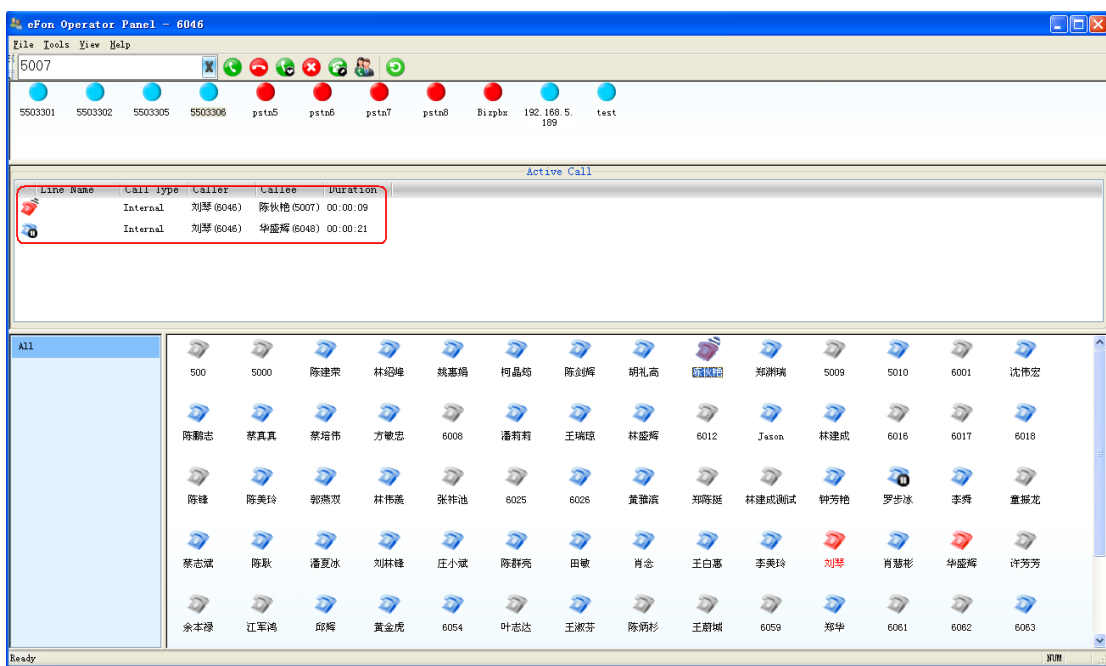 eFon Operator Panel - 6046
File Tools View Help
5007
5503301 5503302 5503305 5503306 pstn5 pstn6 pstn7 pstn8 Bizpbx 192.168.5.189 test
Active Call
Line Name Call Type Caller Callee Duration
Internal 刘琴(6046) 陈伙艳(5007) 00:00:09
Internal 刘琴(6046) 华盛辉(6048) 00:00:21
All
500 5000 陈建荣 林绍峰 姚惠娟 柯晶筠 陈剑辉 胡礼高 陈伙艳 郑渊瑞 5009 5010 6001 沈伟宏
陈鹏志 蔡真真 蔡培伟 方敏忠 6008 潘莉莉 王瑞琼 林盛辉 6012 Jason 林建成 6016 6017 6018
陈锋 陈美玲 郭燕双 林伟羨 张祚池 6025 6026 黄雅滨 郑陈挺 林建成测试 钟芳艳 罗步冰 李舜 童振龙
蔡志斌 陈耿 潘夏冰 刘林锋 庄小斌 陈群亮 田敏 肖念 王白惠 李美玲 刘琴 肖慧彬 华盛辉 许芳芳
余本禄 江军鸿 邱辉 黄金虎 6054 叶志达 王淑芬 陈炳杉 王蔚城 6059 郑华 6061 6062 6063
Ready NUM